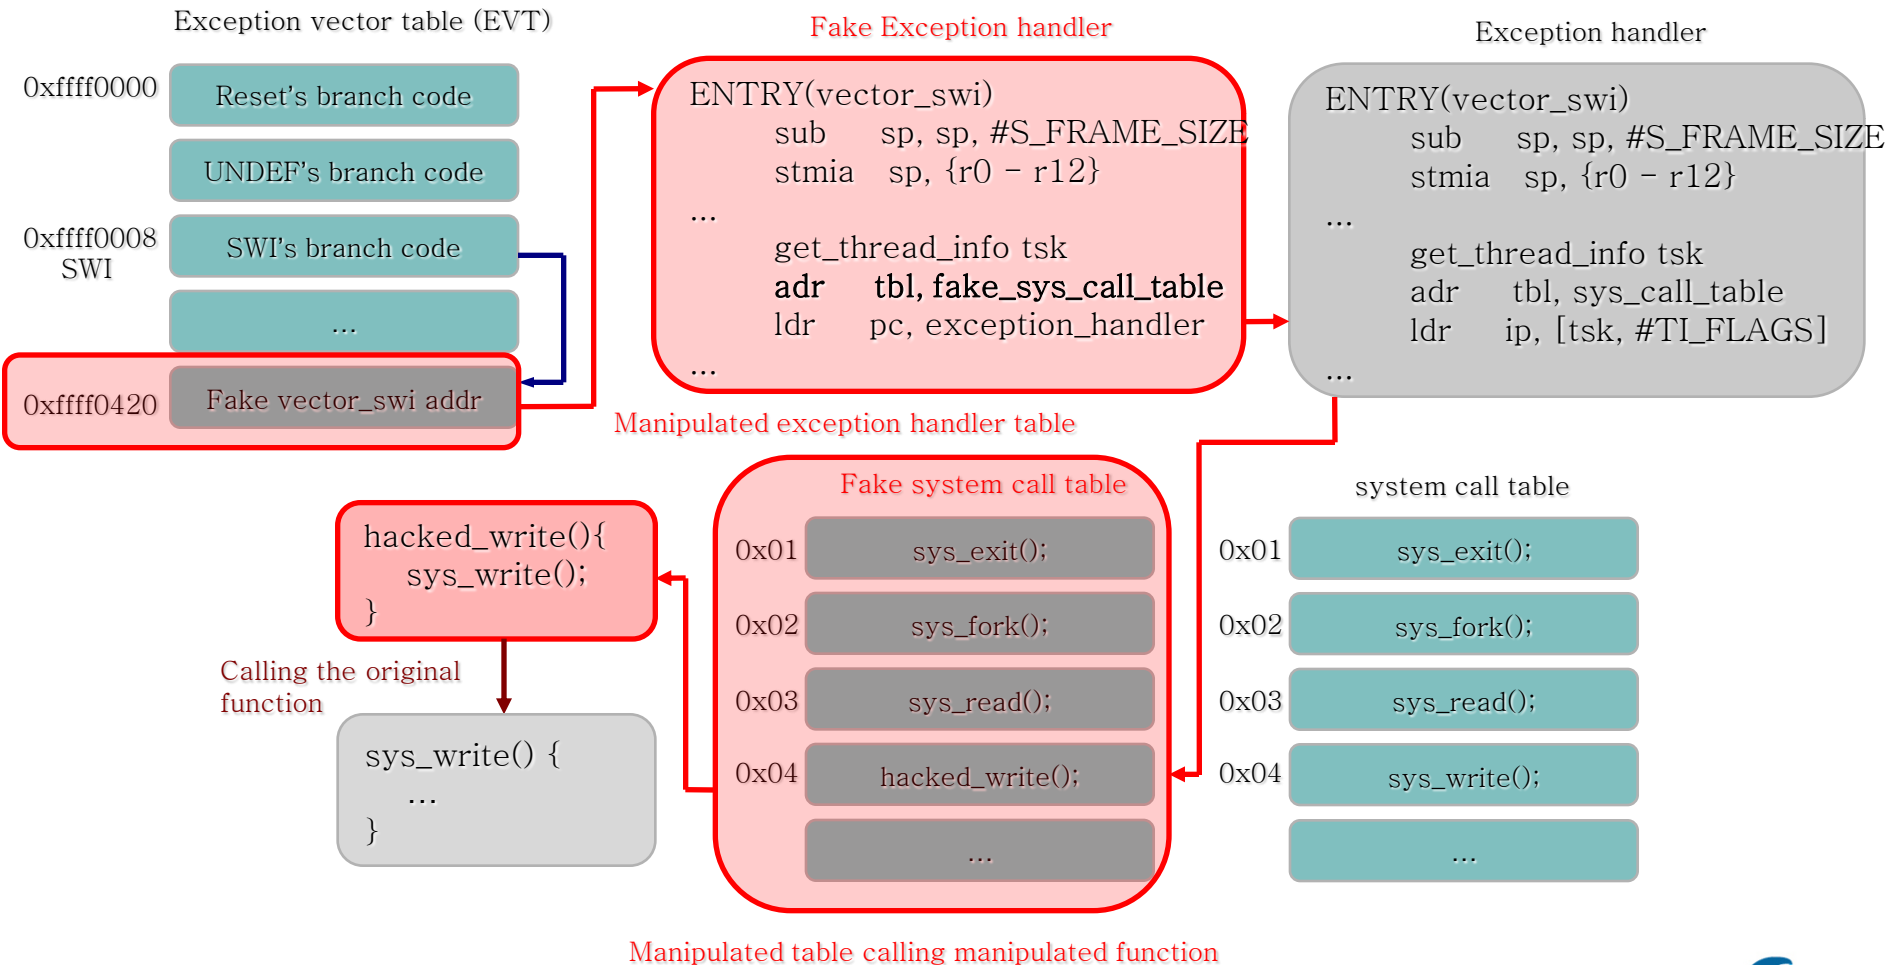 Exception vector table (EVT)
0xffff0000
Reset's branch code
UNDEF's branch code
0xffff0008
SWI
SWI's branch code
...
0xffff0420
Fake vector_swi addr
Fake Exception handler
ENTRY(vector_swi)
sub sp, sp, #S_FRAME_SIZE
stmia sp, {r0 - r12}
...
get_thread_info tsk
adr tbl, fake_sys_call_table
ldr pc, exception_handler
...
Exception handler
ENTRY(vector_swi)
sub sp, sp, #S_FRAME_SIZE
stmia sp, {r0 - r12}
...
get_thread_info tsk
adr tbl, sys_call_table
ldr ip, [tsk, #TI_FLAGS]
...
Manipulated exception handler table
hacked_write(){
sys_write();
}
Calling the original
function
sys_write() {
...
}
Fake system call table
0x01
sys_exit();
0x02
sys_fork();
0x03
sys_read();
0x04
hacked_write();
...
system call table
0x01
sys_exit();
0x02
sys_fork();
0x03
sys_read();
0x04
sys_write();
...
Manipulated table calling manipulated function